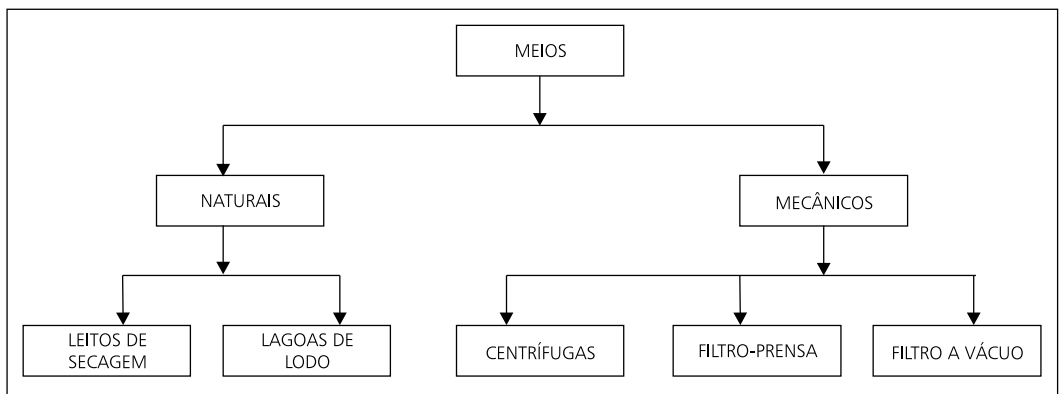 MEIOS
NATURAIS
MECÂNICOS
LEITOS DE
SECAGEM
LAGOAS DE
LODO
CENTRÍFUGAS
FILTRO-PRENSA
FILTRO A VÁCUO